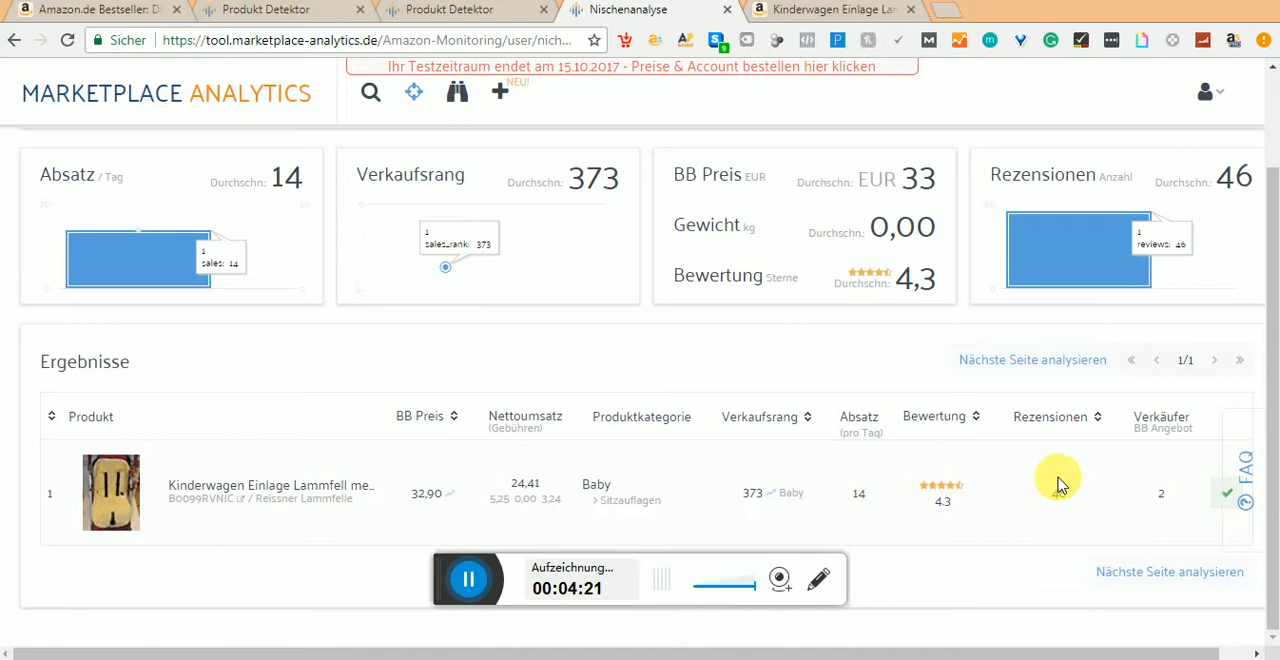 Amazon.de Bestseller: Di
Produkt Detektor
Produkt Detektor
Nischenanalyse
Kinderwagen Einlage Lan
Sicher
https://tool.marketplace-analytics.de/Amazon-Monitoring/user/nich...
Ihr Testzeitraum endet am 15.10.2017 - Preise & Account bestellen hier klicken
MARKETPLACE ANALYTICS
NEU!
Absatz / Tag
Durchschn: 14
1
sales: 14
Verkaufsrang
Durchschn: 373
1
sales_rank: 373
BB Preis EUR
Durchschn: EUR 33
Gewicht kg
Durchschn: 0,00
Bewertung Sterne
Durchschn: 4,3
Rezensionen Anzahl
Durchschn: 46
1
reviews: 46
Ergebnisse
Nächste Seite analysieren
« ‹ 1/1 › »
Produkt
BB Preis
Nettoumsatz
(Gebühren)
Produktkategorie
Verkaufsrang
Absatz
(pro Tag)
Bewertung
Rezensionen
Verkäufer
BB Angebot
1
Kinderwagen Einlage Lammfell me...
B0099RVNIC / Reissner Lammfelle
32,90
24,41
5,25 0,00 3,24
Baby
> Sitzauflagen
373 Baby
14
4.3
2
FAQ
Aufzeichnung...
00:04:21
Nächste Seite analysieren